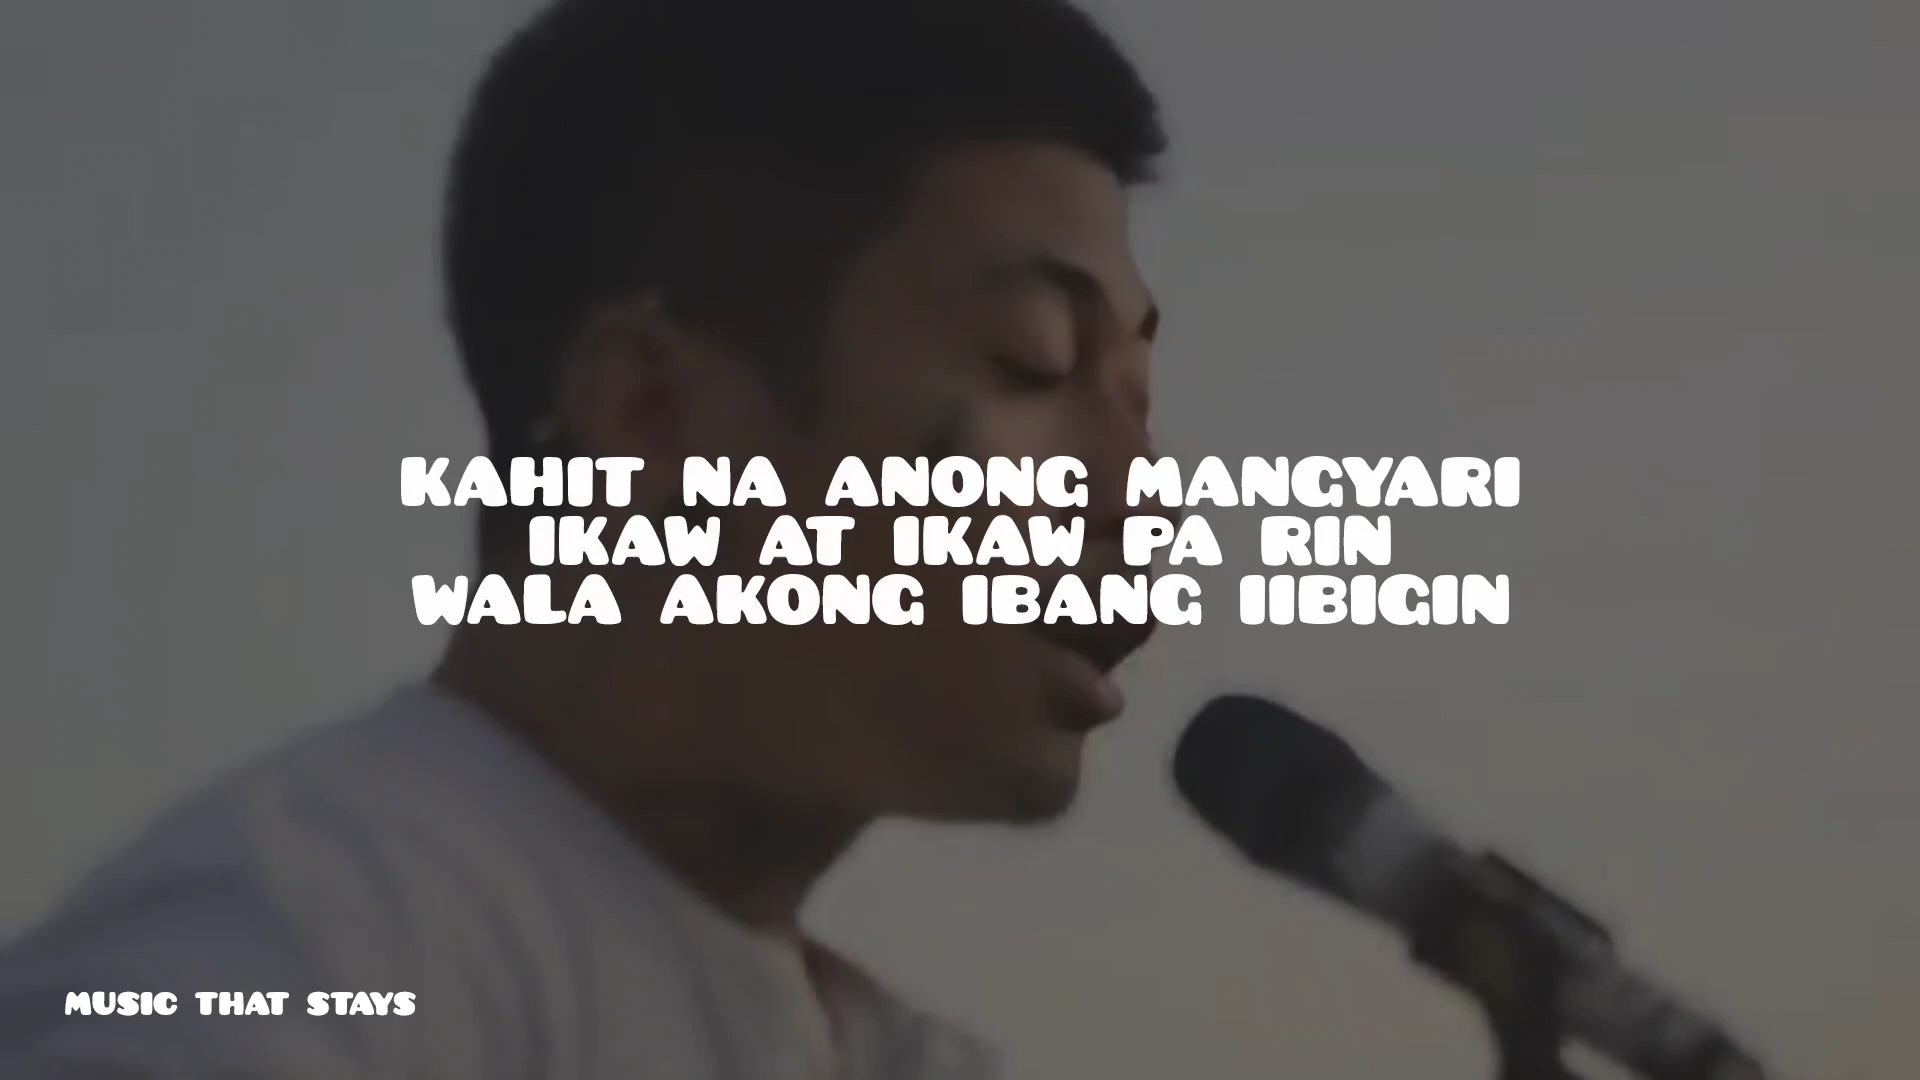 KAHIT NA ANONG MANGYARI
IKAW AT IKAW PA RIN
WALA AKONG IBANG IIBIGIN
MUSIC THAT STAYS